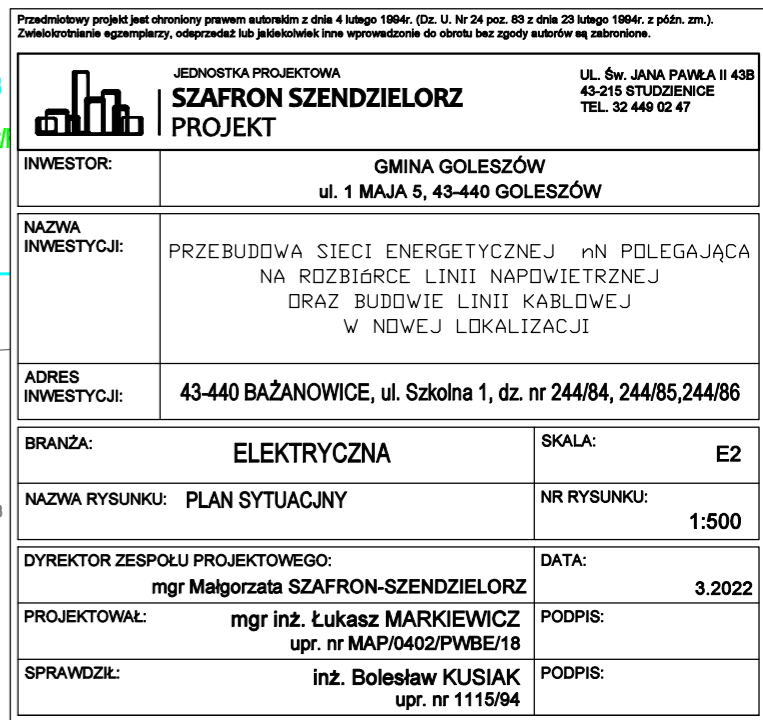 Przedmiotowy projekt jest chroniony prawem autorskim z dnia 4 lutego 1994r. (Dz. U. Nr 24 poz. 83 z dnia 23 lutego 1994r. z późn. zm.).
Zwielokrotnianie egzemplarzy, odsprzedaż lub jakiekolwiek inne wprowadzenie do obrotu bez zgody autorów są zabronione.
JEDNOSTKA PROJEKTOWA
SZAFRON SZENDZIELORZ
PROJEKT
UL. Św. JANA PAWŁA II 43B
43-215 STUDZIENICE
TEL. 32 449 02 47
INWESTOR:
GMINA GOLESZÓW
ul. 1 MAJA 5, 43-440 GOLESZÓW
NAZWA
INWESTYCJI:
PRZEBUDOWA SIECI ENERGETYCZNEJ nN POLEGAJĄCA
NA ROZBIóRCE LINII NAPOWIETRZNEJ
ORAZ BUDOWIE LINII KABLOWEJ
W NOWEJ LOKALIZACJI
ADRES
INWESTYCJI:
43-440 BAŻANOWICE, ul. Szkolna 1, dz. nr 244/84, 244/85,244/86
BRANŻA:
ELEKTRYCZNA
SKALA:
E2
NAZWA RYSUNKU: PLAN SYTUACJNY
NR RYSUNKU:
1:500
DYREKTOR ZESPOŁU PROJEKTOWEGO:
mgr Małgorzata SZAFRON-SZENDZIELORZ
DATA:
3.2022
PROJEKTOWAŁ:
mgr inż. Łukasz MARKIEWICZ
upr. nr MAP/0402/PWBE/18
PODPIS:
SPRAWDZIŁ:
inż. Bolesław KUSIAK
upr. nr 1115/94
PODPIS: